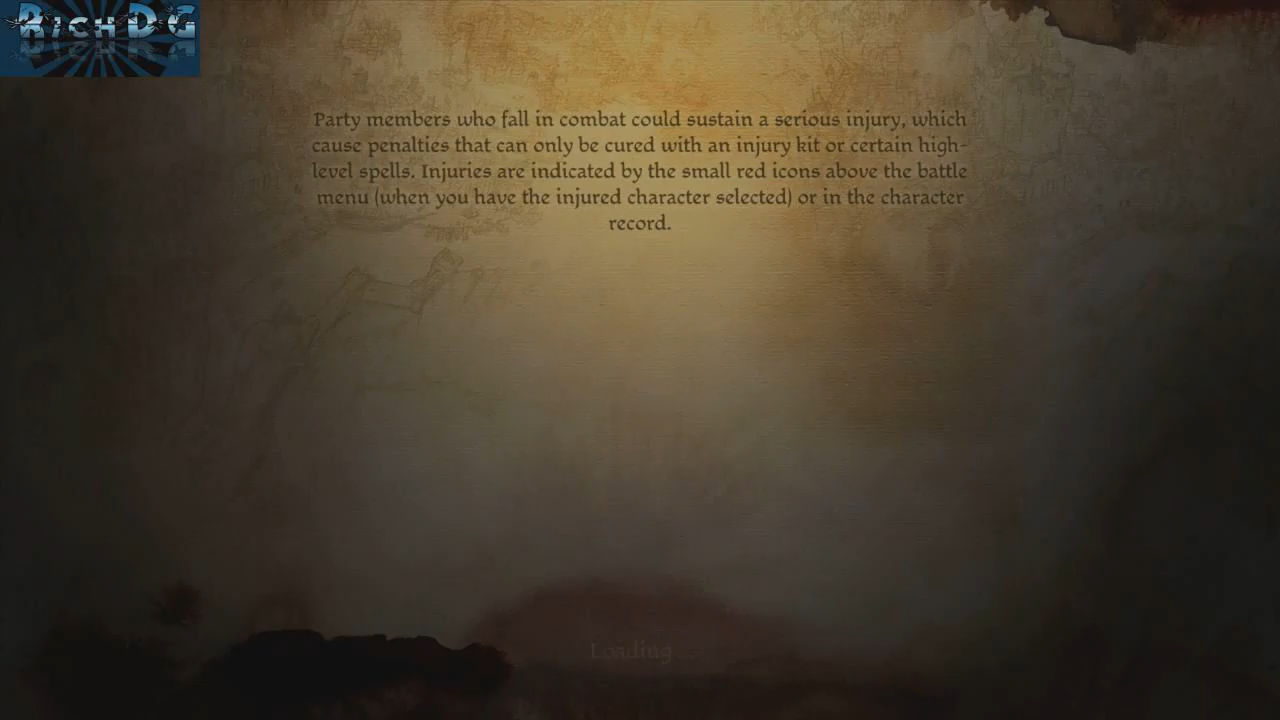 RICHDG
Party members who fall in combat could sustain a serious injury, which
cause penalties that can only be cured with an injury kit or certain high-
level spells. Injuries are indicated by the small red icons above the battle
menu (when you have the injured character selected) or in the character
record.
Loading ...